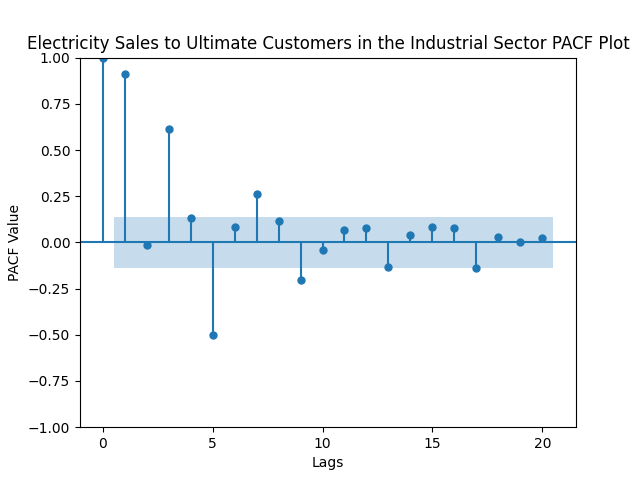 Electricity Sales to Ultimate Customers in the Industrial Sector PACF Plot
1.00
0.75
0.50
0.25
0.00
−0.25
−0.50
−0.75
−1.00
PACF Value
0 5 10 15 20
Lags